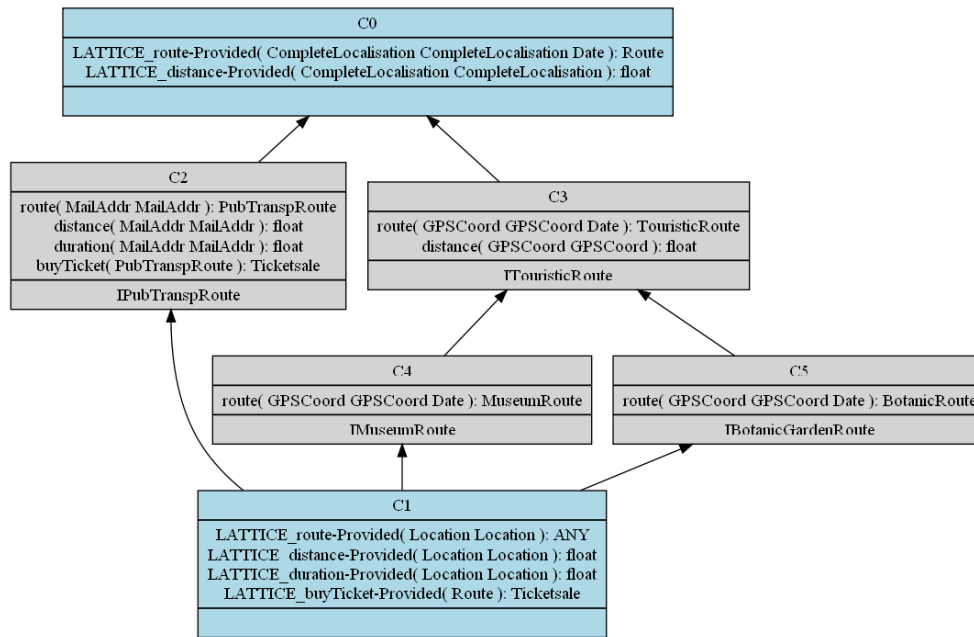 C0
LATTICE_route-Provided( CompleteLocalisation CompleteLocalisation Date ): Route
LATTICE_distance-Provided( CompleteLocalisation CompleteLocalisation ): float
C2
route( MailAddr MailAddr ): PubTranspRoute
distance( MailAddr MailAddr ): float
duration( MailAddr MailAddr ): float
buyTicket( PubTranspRoute ): Ticketsale
IPubTranspRoute
C3
route( GPSCoord GPSCoord Date ): TouristicRoute
distance( GPSCoord GPSCoord ): float
ITouristicRoute
C4
route( GPSCoord GPSCoord Date ): MuseumRoute
IMuseumRoute
C5
route( GPSCoord GPSCoord Date ): BotanicRoute
IBotanicGardenRoute
C1
LATTICE_route-Provided( Location Location ): ANY
LATTICE_distance-Provided( Location Location ): float
LATTICE_duration-Provided( Location Location ): float
LATTICE_buyTicket-Provided( Route ): Ticketsale